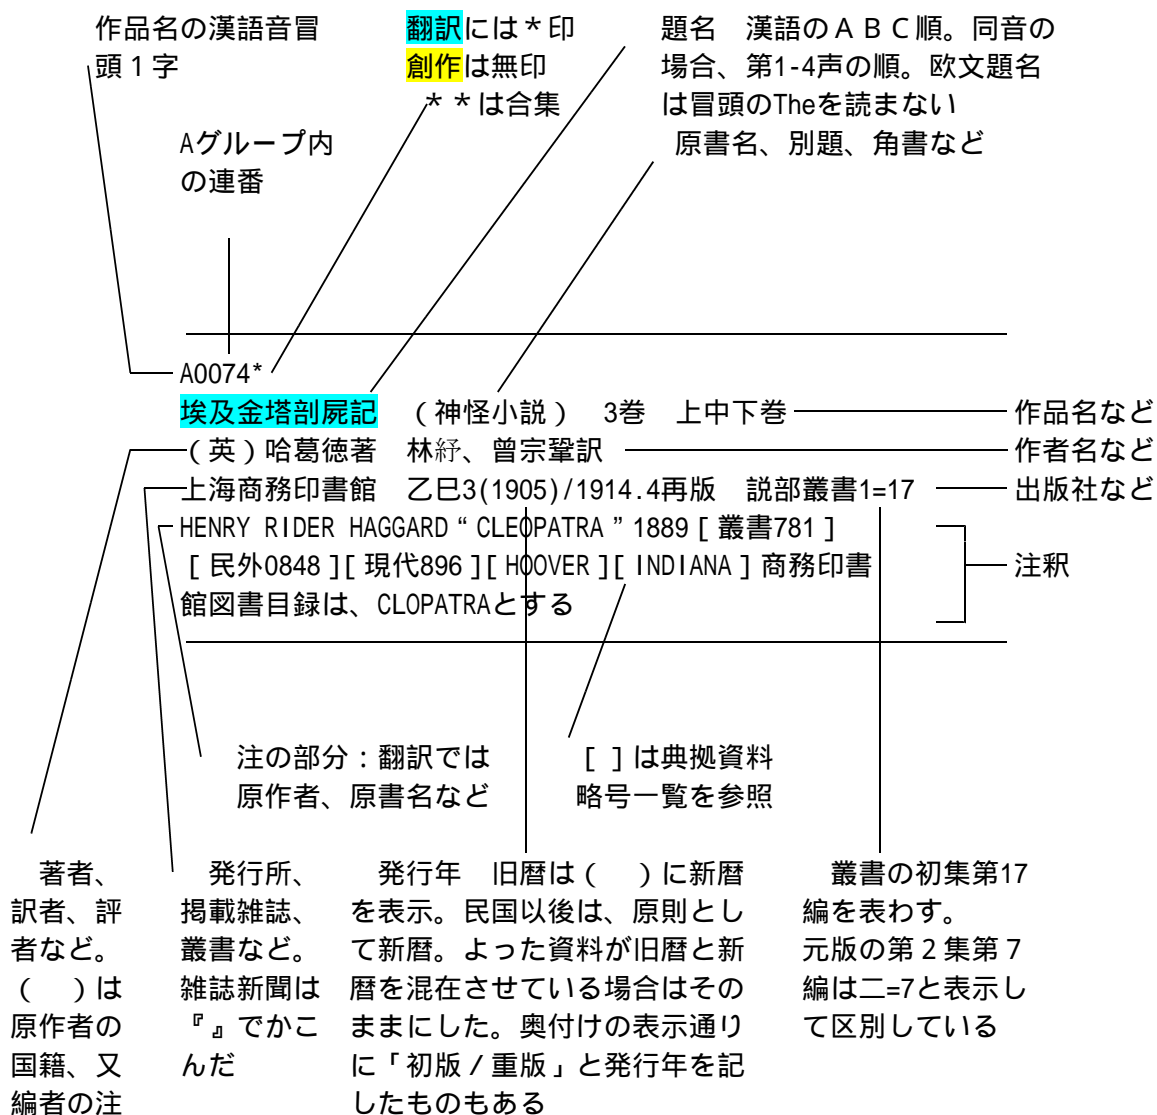 作品名の漢語音冒
頭１字
翻訳には＊印
創作は無印
＊＊は合集
題名　漢語のＡＢＣ順。同音の
場合、第1-4声の順。欧文題名
は冒頭のTheを読まない
原書名、別題、角書など
Aグループ内
の連番
A0074*
埃及金塔剖屍記　（神怪小説）　3巻　上中下巻
作品名など
（英）哈葛徳著　林紓、曾宗鞏訳
作者名など
上海商務印書館　乙巳3(1905)/1914.4再版　説部叢書1=17
出版社など
HENRY RIDER HAGGARD“CLEOPATRA”1889［叢書781］
［民外0848］［現代896］［HOOVER］［INDIANA］商務印書
館図書目録は、CLOPATRAとする
注釈
注の部分：翻訳では
原作者、原書名など
［ ］は典拠資料
略号一覧を参照
著者、
訳者、評
者など。
（　）は
原作者の
国籍、又
編者の注
発行所、
掲載雑誌、
叢書など。
雑誌新聞は
『』でかこ
んだ
発行年　旧暦は（　）に新暦
を表示。民国以後は、原則とし
て新暦。よった資料が旧暦と新
暦を混在させている場合はその
ままにした。奥付けの表示通り
に「初版／重版」と発行年を記
したものもある
叢書の初集第17
編を表わす。
元版の第２集第７
編は二=7と表示し
て区別している